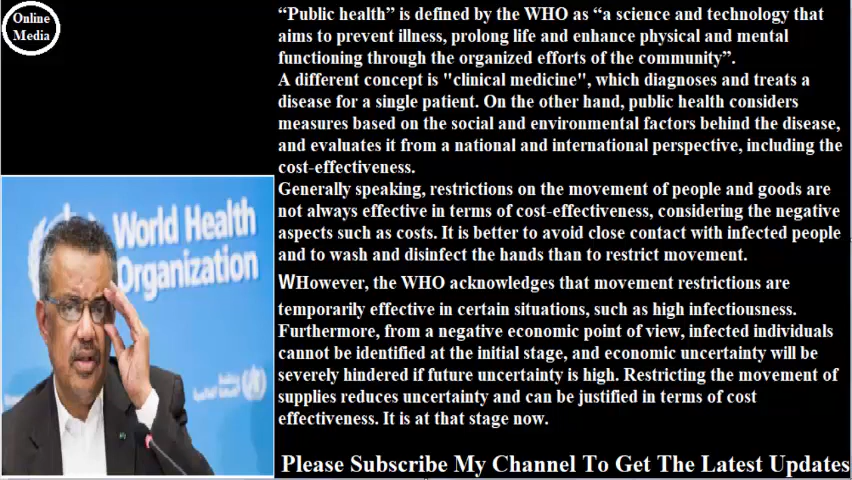 Online
Media
“Public health” is defined by the WHO as “a science and technology that
aims to prevent illness, prolong life and enhance physical and mental
functioning through the organized efforts of the community”.
A different concept is "clinical medicine", which diagnoses and treats a
disease for a single patient. On the other hand, public health considers
measures based on the social and environmental factors behind the disease,
and evaluates it from a national and international perspective, including the
cost-effectiveness.
Generally speaking, restrictions on the movement of people and goods are
not always effective in terms of cost-effectiveness, considering the negative
aspects such as costs. It is better to avoid close contact with infected people
and to wash and disinfect the hands than to restrict movement.
WHowever, the WHO acknowledges that movement restrictions are
temporarily effective in certain situations, such as high infectiousness.
Furthermore, from a negative economic point of view, infected individuals
cannot be identified at the initial stage, and economic uncertainty will be
severely hindered if future uncertainty is high. Restricting the movement of
supplies reduces uncertainty and can be justified in terms of cost
effectiveness. It is at that stage now.
World Health
Organization
Please Subscribe My Channel To Get The Latest Updates